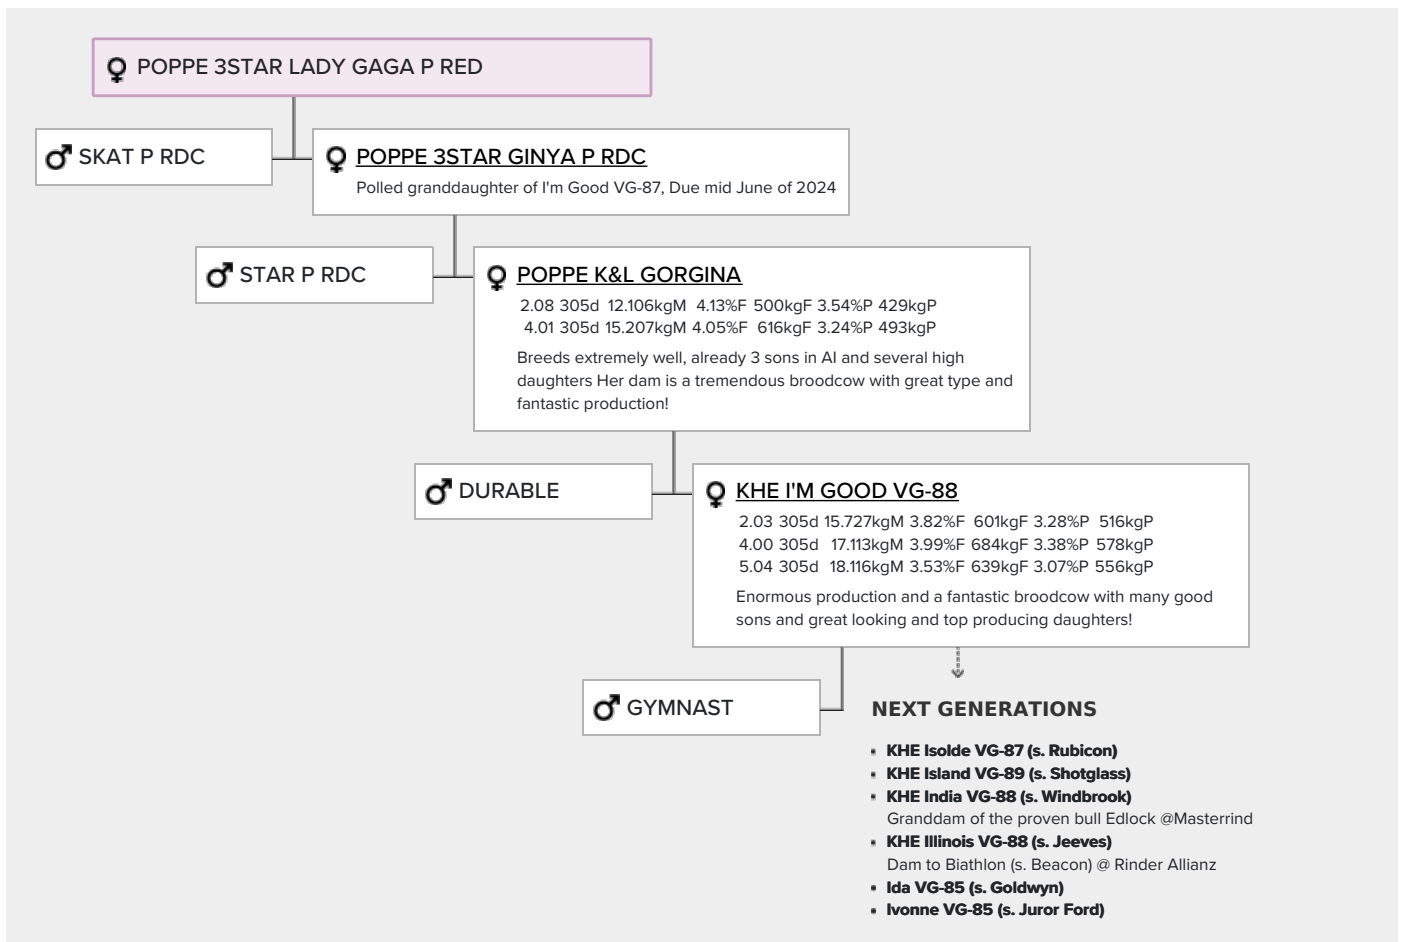 POPPE 3STAR LADY GAGA P RED
SKAT P RDC
POPPE 3STAR GINYA P RDC
Polled granddaughter of I'm Good VG-87, Due mid June of 2024
STAR P RDC
POPPE K&L GORGINA
2.08 305d 12.106kgM 4.13%F 500kgF 3.54%P 429kgP
4.01 305d 15.207kgM 4.05%F 616kgF 3.24%P 493kgP
Breeds extremely well, already 3 sons in AI and several high
daughters Her dam is a tremendous broodcow with great type and
fantastic production!
DURABLE
KHE I'M GOOD VG-88
2.03 305d 15.727kgM 3.82%F 601kgF 3.28%P 516kgP
4.00 305d 17.113kgM 3.99%F 684kgF 3.38%P 578kgP
5.04 305d 18.116kgM 3.53%F 639kgF 3.07%P 556kgP
Enormous production and a fantastic broodcow with many good
sons and great looking and top producing daughters!
GYMNAST
NEXT GENERATIONS
▪ KHE Isolde VG-87 (s. Rubicon)
▪ KHE Island VG-89 (s. Shotglass)
▪ KHE India VG-88 (s. Windbrook)
Granddam of the proven bull Edlock @Masterrind
▪ KHE Illinois VG-88 (s. Jeeves)
Dam to Biathlon (s. Beacon) @ Rinder Allianz
▪ Ida VG-85 (s. Goldwyn)
▪ Ivonne VG-85 (s. Juror Ford)